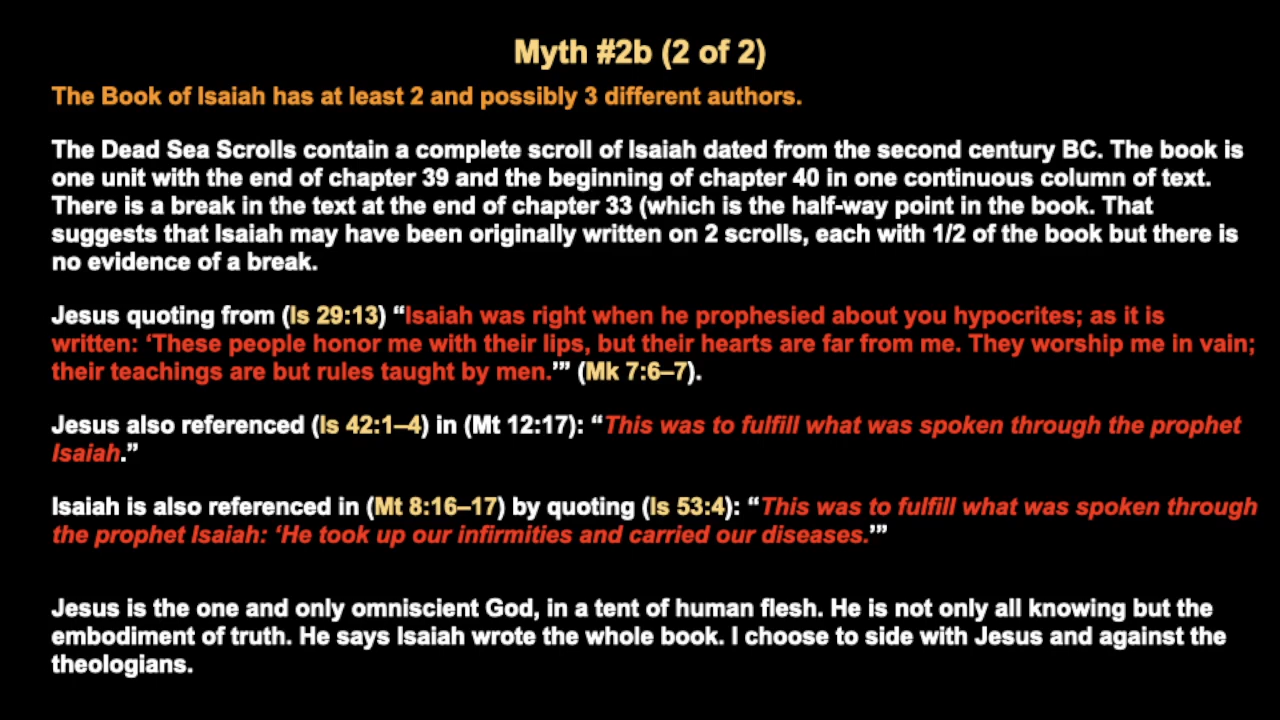 Myth #2b (2 of 2)
The Book of Isaiah has at least 2 and possibly 3 different authors.
The Dead Sea Scrolls contain a complete scroll of Isaiah dated from the second century BC. The book is
one unit with the end of chapter 39 and the beginning of chapter 40 in one continuous column of text.
There is a break in the text at the end of chapter 33 (which is the half-way point in the book. That
suggests that Isaiah may have been originally written on 2 scrolls, each with 1/2 of the book but there is
no evidence of a break.
Jesus quoting from (Is 29:13) “Isaiah was right when he prophesied about you hypocrites; as it is
written: ‘These people honor me with their lips, but their hearts are far from me. They worship me in vain;
their teachings are but rules taught by men.’” (Mk 7:6–7).
Jesus also referenced (Is 42:1–4) in (Mt 12:17): “This was to fulfill what was spoken through the prophet
Isaiah.”
Isaiah is also referenced in (Mt 8:16–17) by quoting (Is 53:4): “This was to fulfill what was spoken through
the prophet Isaiah: ‘He took up our infirmities and carried our diseases.’”
Jesus is the one and only omniscient God, in a tent of human flesh. He is not only all knowing but the
embodiment of truth. He says Isaiah wrote the whole book. I choose to side with Jesus and against the
theologians.